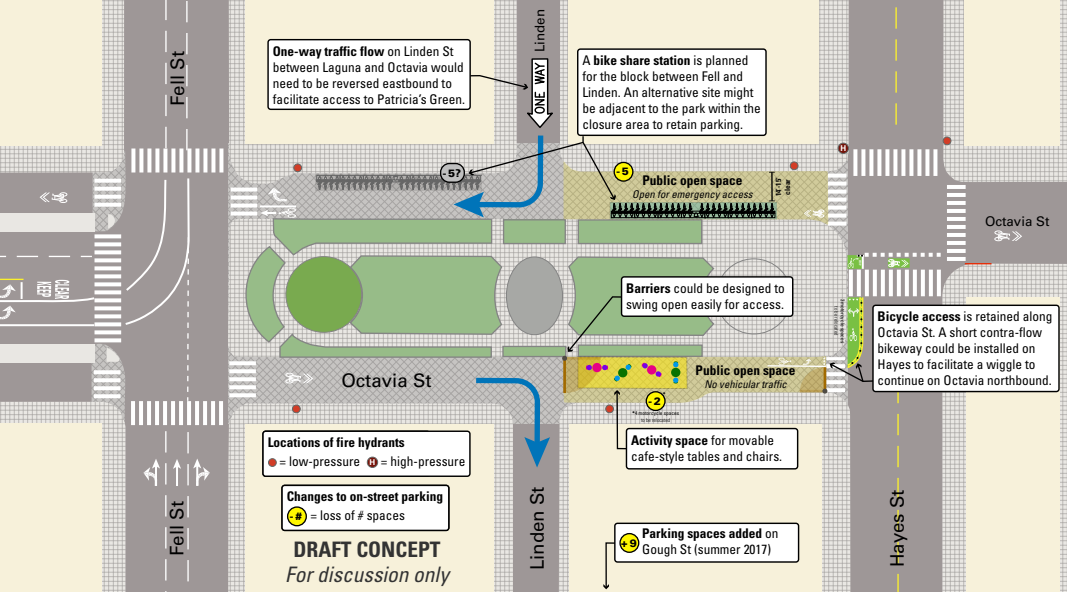 Fell St
Linden
ONE WAY
One-way traffic flow on Linden St
between Laguna and Octavia would
need to be reversed eastbound to
facilitate access to Patricia's Green.
A bike share station is planned
for the block between Fell and
Linden. An alternative site might
be adjacent to the park within the
closure area to retain parking.
H
-5?
-5
Public open space
Open for emergency access
14'-15'
clear
Octavia St
KEEP
CLEAR
Barriers could be designed to
swing open easily for access.
Bicycle access is retained along
Octavia St. A short contra-flow
bikeway could be installed on
Hayes to facilitate a wiggle to
continue on Octavia northbound.
Octavia St
Public open space
No vehicular traffic
-2
*4 motorcycle spaces
to be relocated
Activity space for movable
cafe-style tables and chairs.
Locations of fire hydrants
= low-pressure H = high-pressure
Changes to on-street parking
-# = loss of # spaces
DRAFT CONCEPT
For discussion only
Fell St
Linden St
+9 Parking spaces added on
Gough St (summer 2017)
Hayes St